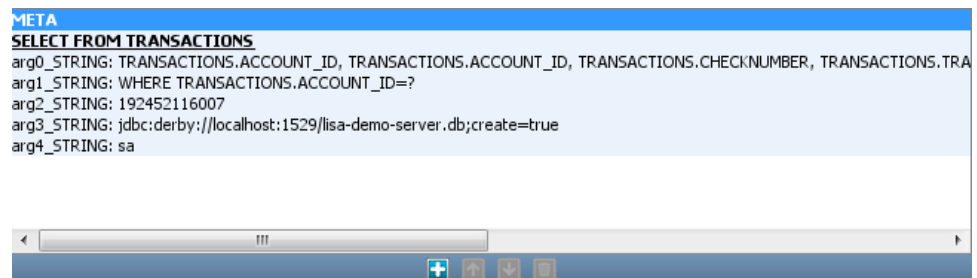 META
SELECT FROM TRANSACTIONS
arg0_STRING: TRANSACTIONS.ACCOUNT_ID, TRANSACTIONS.ACCOUNT_ID, TRANSACTIONS.CHECKNUMBER, TRANSACTIONS.TRA
arg1_STRING: WHERE TRANSACTIONS.ACCOUNT_ID=?
arg2_STRING: 192452116007
arg3_STRING: jdbc:derby://localhost:1529/lisa-demo-server.db;create=true
arg4_STRING: sa